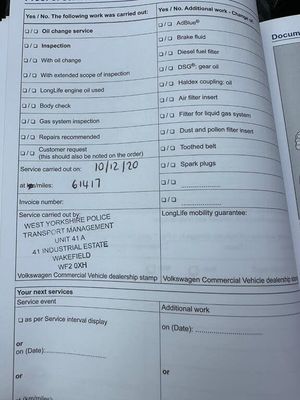 Yes / No. The following work was carried out:
☐ / ☐ Oil change service
☐ / ☐ Inspection
☐ / ☐ With oil change
☐ / ☐ With extended scope of inspection
☐ / ☐ LongLife engine oil used
☐ / ☐ Body check
☐ / ☐ Gas system inspection
☐ / ☐ Repairs recommended
☐ / ☐ Customer request
(this should also be noted on the order)
Service carried out on: 10/12/20
at km/miles: 61417
Invoice number:
Service carried out by:
WEST YORKSHIRE POLICE
TRANSPORT MANAGEMENT
UNIT 41 A
41 INDUSTRIAL ESTATE
WAKEFIELD
WF2 0XH
Volkswagen Commercial Vehicle dealership stamp
Yes / No. Additional work - Change of
☐ / ☐ AdBlue®
☐ / ☐ Brake fluid
☐ / ☐ Diesel fuel filter
☐ / ☐ DSG®: gear oil
☐ / ☐ Haldex coupling: oil
☐ / ☐ Air filter insert
☐ / ☐ Filter for liquid gas system
☐ / ☐ Dust and pollen filter insert
☐ / ☐ Toothed belt
☐ / ☐ Spark plugs
☐ / ☐ ....................
☐ / ☐ ....................
LongLife mobility guarantee:
Volkswagen Commercial Vehicle dealership stamp
Your next services
Service event
☐ as per Service interval display
or
on (Date): ....................
or
at (km/miles):
Additional work
on (Date): ....................
or
Docum